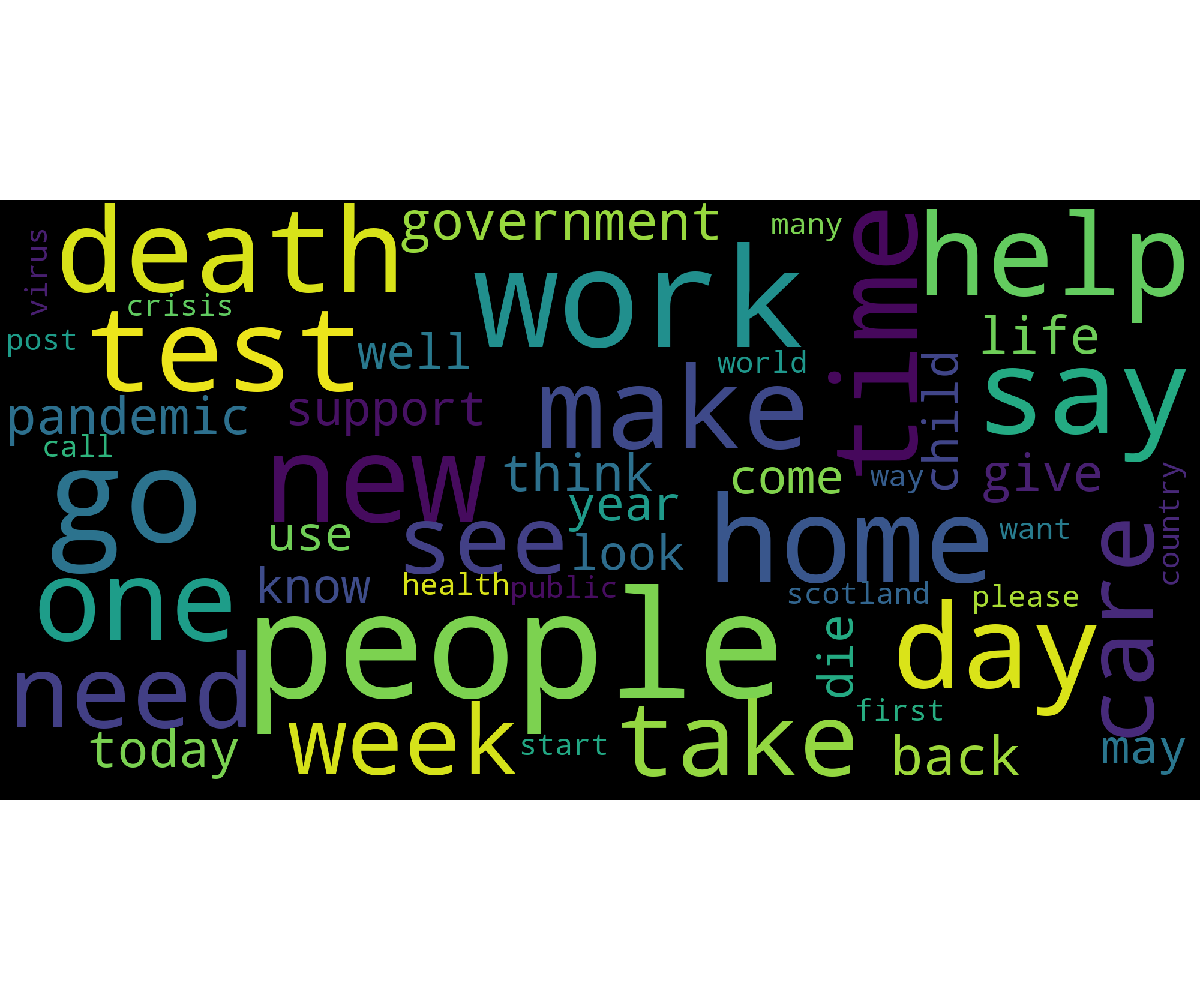 virus
death
government
many
time
help
crisis
work
post
test
well
world
life
pandemic
support
make
child
say
call
go
new
think
come
way
give
country
use
see
year
look
home
want
care
one
know
health
public
scotland
please
need
people
die
day
today
week
start
take
first
back
may